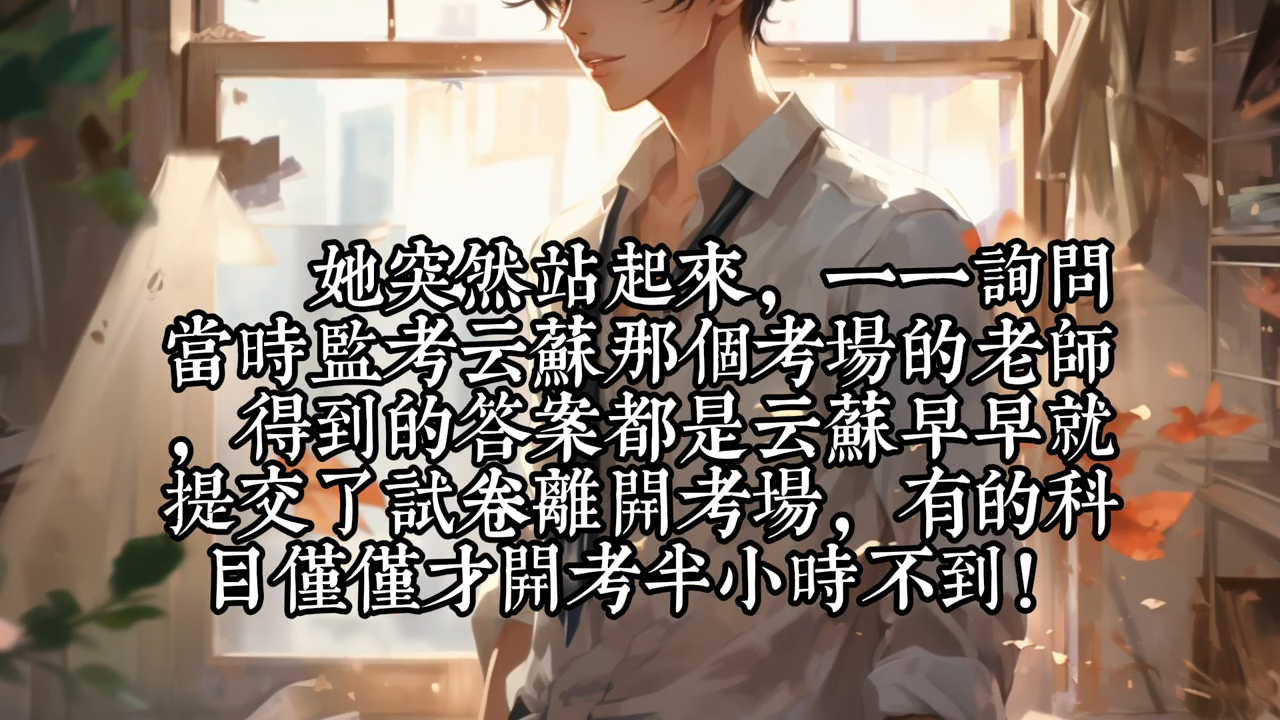 她突然站起來，一一詢問
當時監考云蘇那個考場的老師
，得到的答案都是云蘇早早就
提交了試卷離開考場，有的科
目僅僅才開考半小時不到！